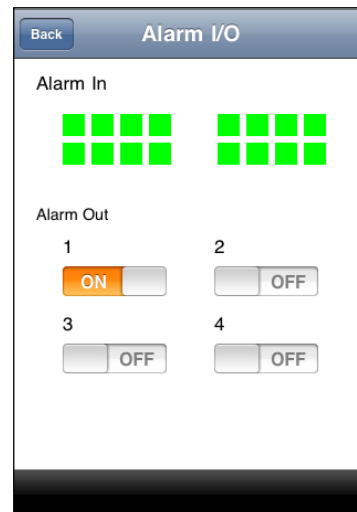 Back Alarm I/O
Alarm In
Alarm Out
1 2
ON OFF
3 4
OFF OFF